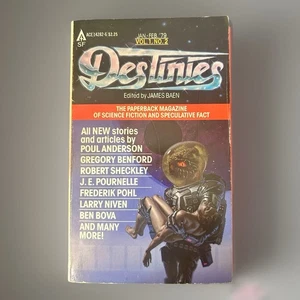 ACE 14282-5 $2.25
SF
JAN.-FEB. '79
VOL 1, NO. 2
Destinies
Edited by JAMES BAEN
THE PAPERBACK MAGAZINE
OF SCIENCE FICTION AND SPECULATIVE FACT
All NEW stories
and articles by
POUL ANDERSON
GREGORY BENFORD
ROBERT SHECKLEY
J. E. POURNELLE
FREDERIK POHL
LARRY NIVEN
BEN BOVA
AND MANY
MORE!